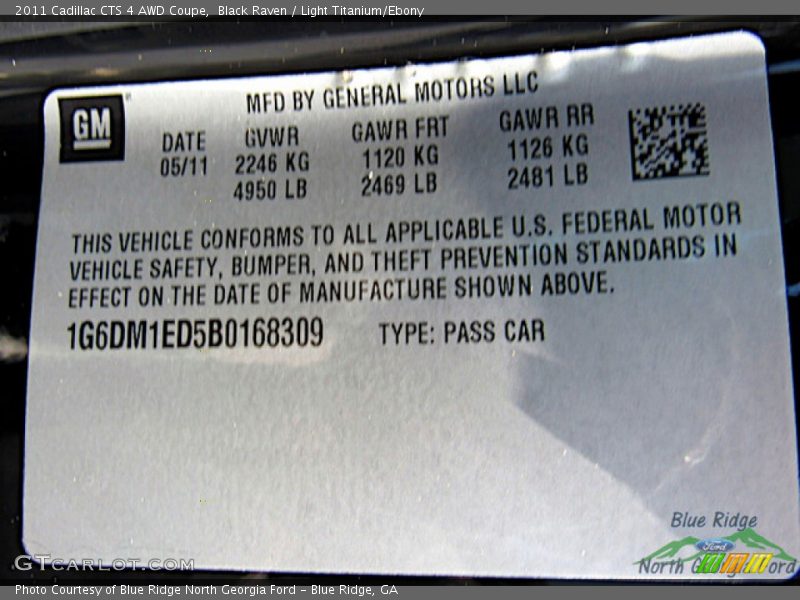 2011 Cadillac CTS 4 AWD Coupe,  Black Raven / Light Titanium/Ebony
GM
MFD BY GENERAL MOTORS LLC
DATE GVWR GAWR FRT GAWR RR
05/11 2246 KG 1120 KG 1126 KG
4950 LB 2469 LB 2481 LB
THIS VEHICLE CONFORMS TO ALL APPLICABLE U.S. FEDERAL MOTOR
VEHICLE SAFETY, BUMPER, AND THEFT PREVENTION STANDARDS IN
EFFECT ON THE DATE OF MANUFACTURE SHOWN ABOVE.
1G6DM1ED5B0168309 TYPE: PASS CAR
Blue Ridge
Ford
North Georgia Ford
GTcarlot.com
Photo Courtesy of Blue Ridge North Georgia Ford – Blue Ridge, GA